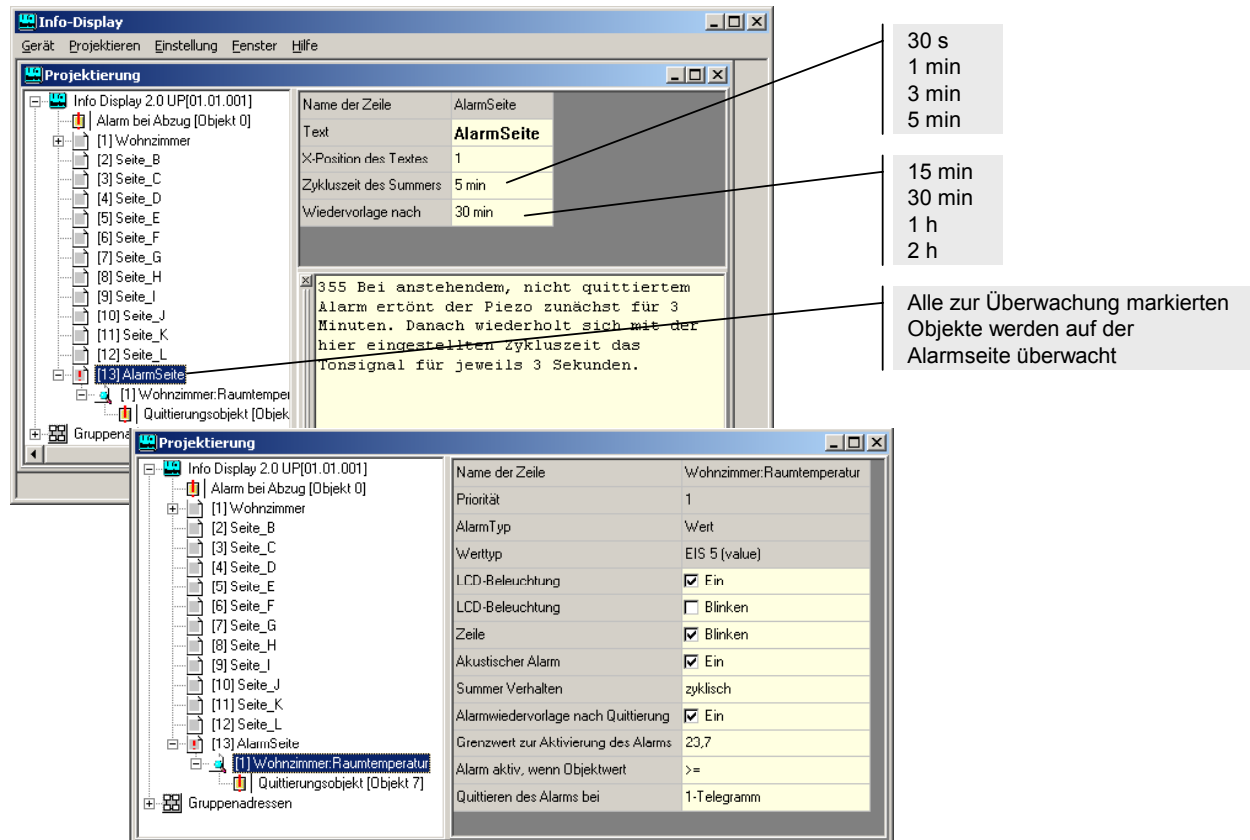 Info-Display
Gerät Projektieren Einstellung Fenster Hilfe
Projektierung
Info Display 2.0 UP[01.01.001]
Alarm bei Abzug [Objekt 0]
[1] Wohnzimmer
[2] Seite_B
[3] Seite_C
[4] Seite_D
[5] Seite_E
[6] Seite_F
[7] Seite_G
[8] Seite_H
[9] Seite_I
[10] Seite_J
[11] Seite_K
[12] Seite_L
[13] AlarmSeite
[1] Wohnzimmer:Raumtemper
Quittierungsobjekt [Objek
Gruppena
Name der Zeile AlarmSeite
Text AlarmSeite
X-Position des Textes 1
Zykluszeit des Summers 5 min
Wiedervorlage nach 30 min
355 Bei anstehendem, nicht quittiertem
Alarm ertönt der Piezo zunächst für 3
Minuten. Danach wiederholt sich mit der
hier eingestellten Zykluszeit das
Tonsignal für jeweils 3 Sekunden.
30 s
1 min
3 min
5 min
15 min
30 min
1 h
2 h
Alle zur Überwachung markierten
Objekte werden auf der
Alarmseite überwacht
Projektierung
Info Display 2.0 UP[01.01.001]
Alarm bei Abzug [Objekt 0]
[1] Wohnzimmer
[2] Seite_B
[3] Seite_C
[4] Seite_D
[5] Seite_E
[6] Seite_F
[7] Seite_G
[8] Seite_H
[9] Seite_I
[10] Seite_J
[11] Seite_K
[12] Seite_L
[13] AlarmSeite
[1] Wohnzimmer:Raumtemperatur
Quittierungsobjekt [Objekt 7]
Gruppenadressen
Name der Zeile Wohnzimmer:Raumtemperatur
Priorität 1
AlarmTyp Wert
Werttyp EIS 5 (value)
LCD-Beleuchtung Ein
LCD-Beleuchtung Blinken
Zeile Blinken
Akustischer Alarm Ein
Summer Verhalten zyklisch
Alarmwiedervorlage nach Quittierung Ein
Grenzwert zur Aktivierung des Alarms 23,7
Alarm aktiv, wenn Objektwert >=
Quittieren des Alarms bei 1-Telegramm